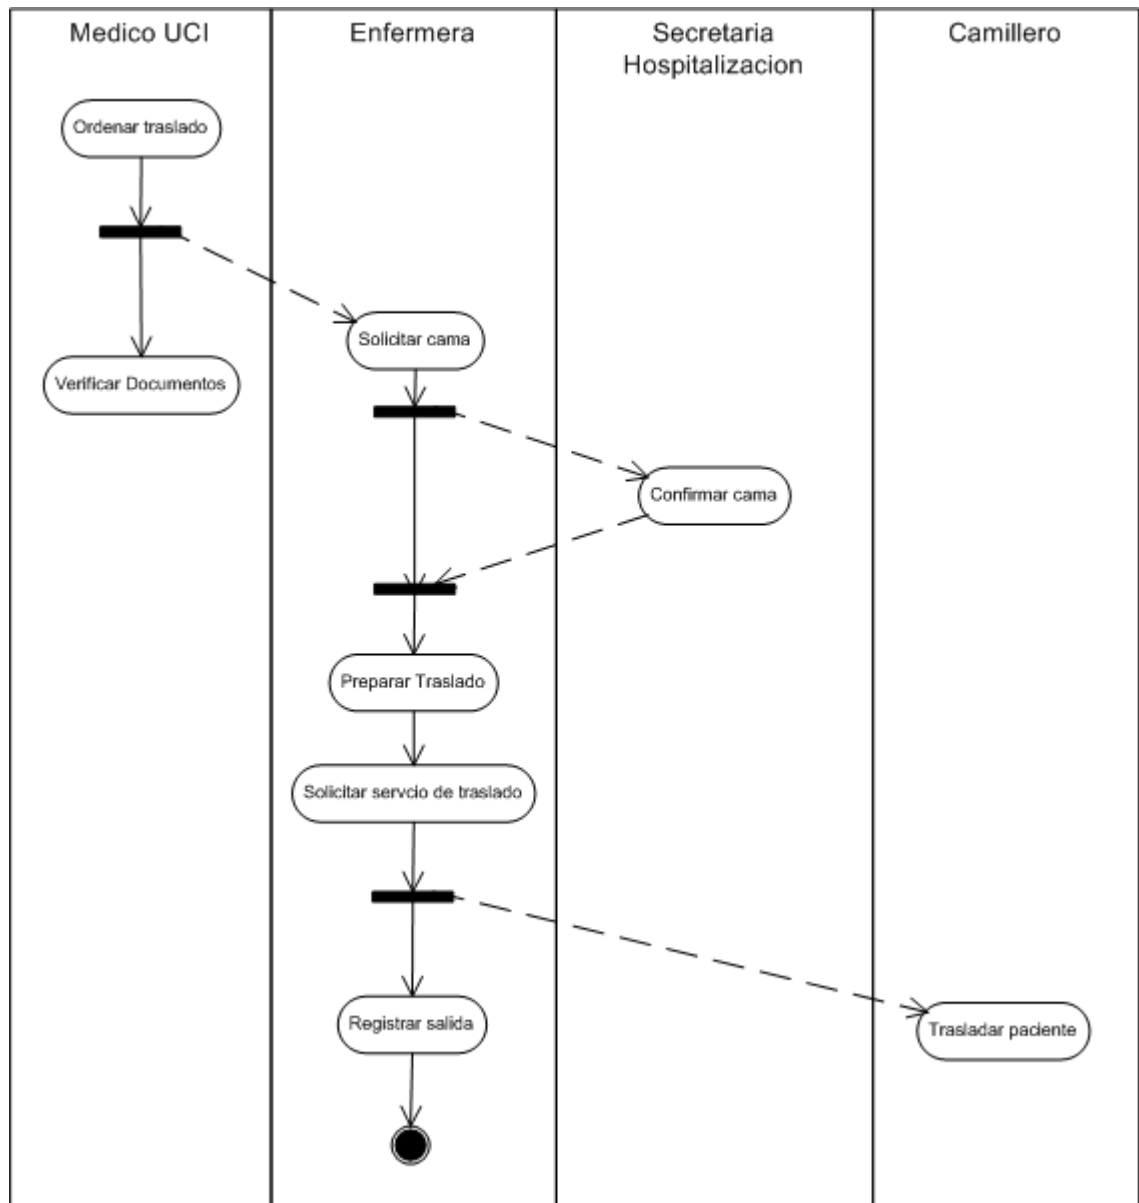 Medico UCI
Enfermera
Secretaria
Hospitalizacion
Camillero
Ordenar traslado
Solicitar cama
Verificar Documentos
Confirmar cama
Preparar Traslado
Solicitar servcio de traslado
Registrar salida
Trasladar paciente